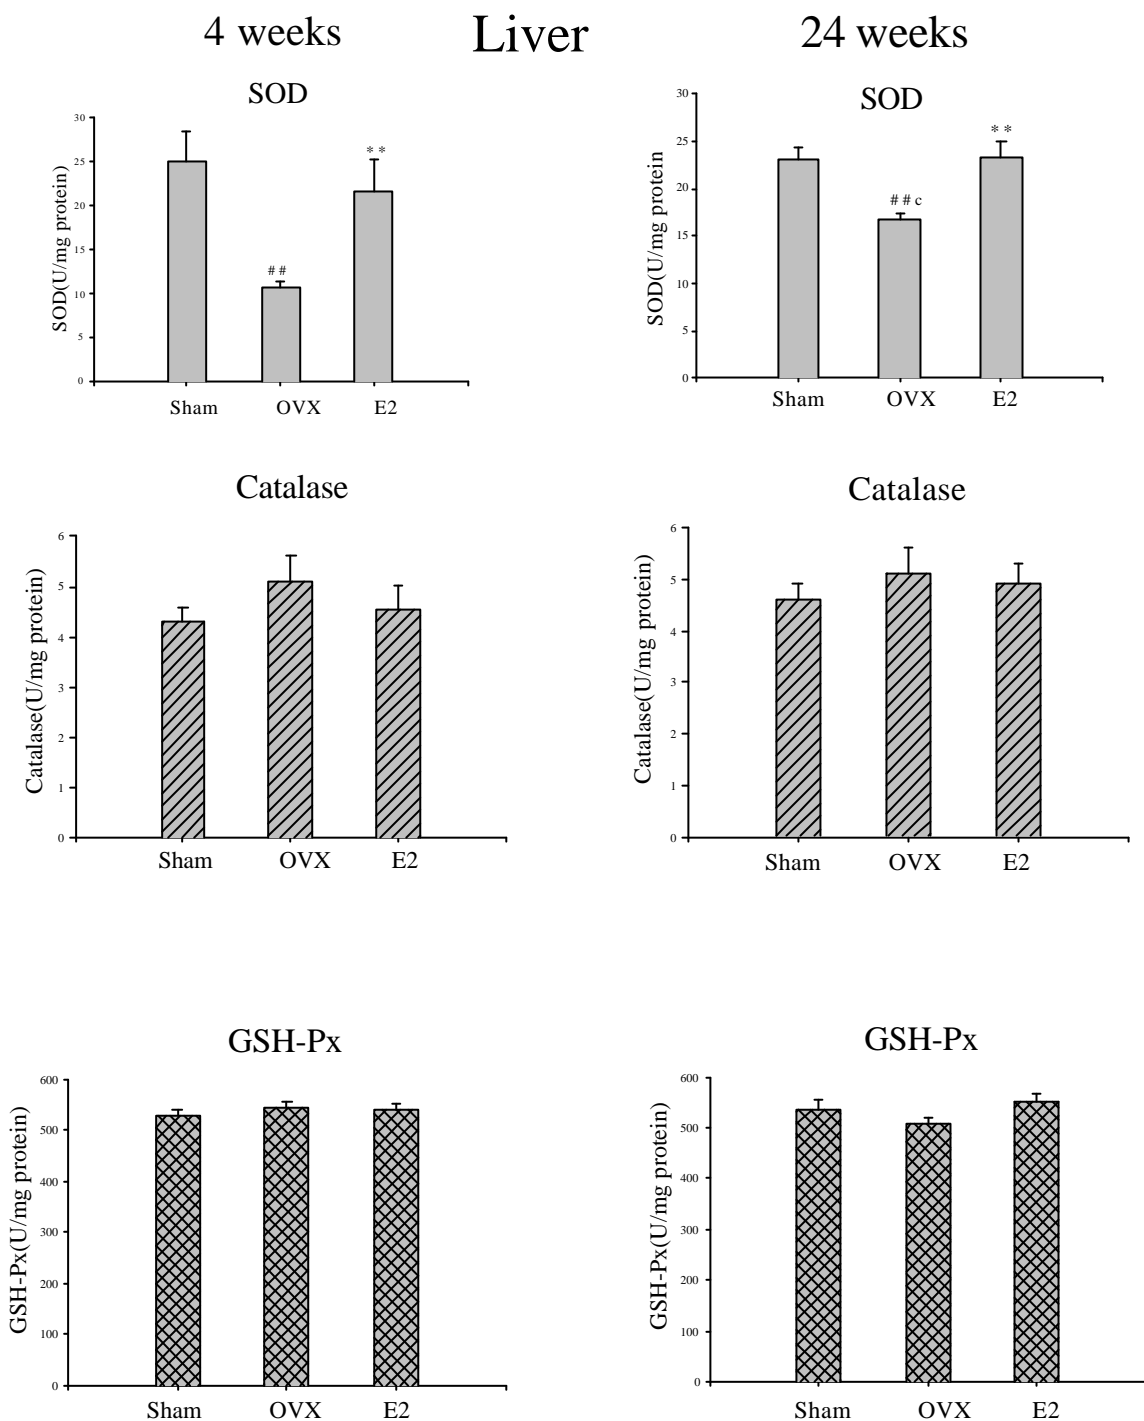 4 weeks Liver 24 weeks
SOD
30
25
20
15
10
5
0
SOD(U/mg protein)
##
**
Sham OVX E2
SOD
30
25
20
15
10
5
0
SOD(U/mg protein
##c
**
Sham OVX E2
Catalase
6
5
4
3
2
1
0
Catalase(U/mg protein)
Sham OVX E2
Catalase
6
5
4
3
2
1
0
Catalase(U/mg protein)
Sham OVX E2
GSH-Px
600
500
400
300
200
100
0
GSH-Px(U/mg protein)
Sham OVX E2
GSH-Px
600
500
400
300
200
100
0
GSH-Px(U/mg protein)
Sham OVX E2